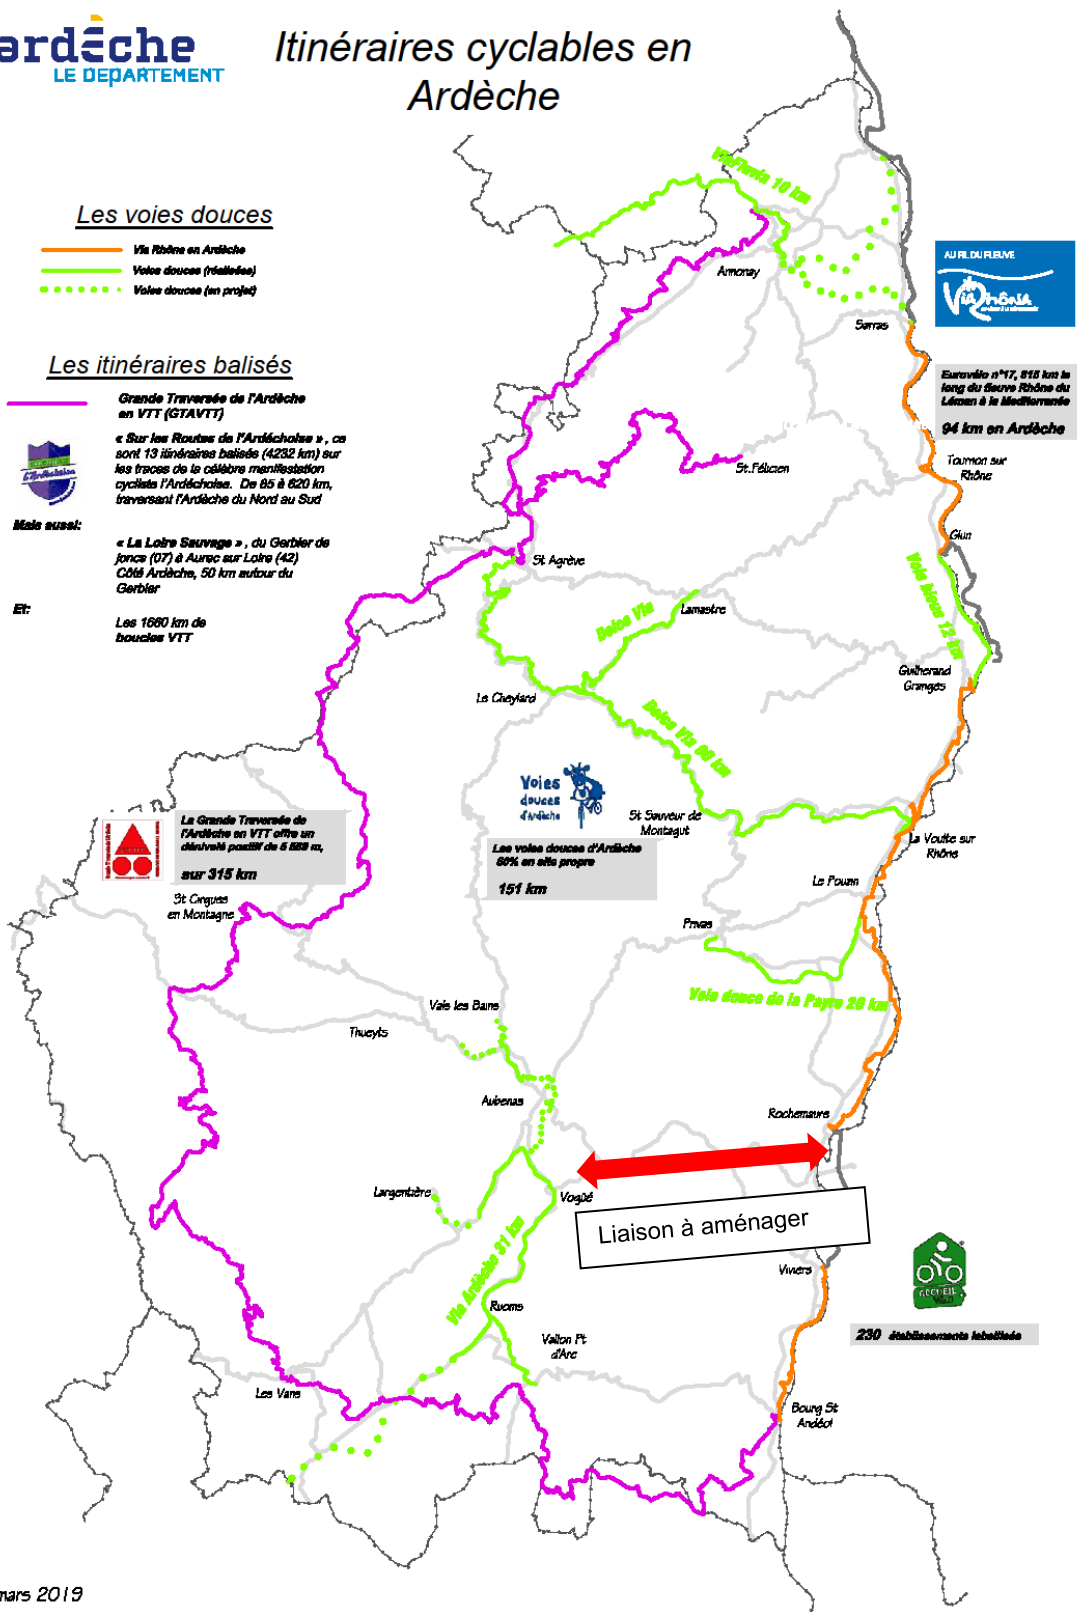 ardèche
LE DEPARTEMENT
Itinéraires cyclables en
Ardèche
Les voies douces
Via Rhône en Ardèche
Voies douces (réalisées)
Voies douces (en projet)
Les itinéraires balisés
Grande Traversée de l'Ardèche
en VTT (GTAVTT)
« Sur les Routes de l'Ardéchoise », ce
sont 13 itinéraires balisés (4232 km) sur
les traces de la célèbre manifestation
cycliste l'Ardéchoise. De 85 à 620 km,
traversant l'Ardèche du Nord au Sud
Mais aussi:
« La Loire Sauvage » , du Gerbier de
joncs (07) à Aurec sur Loire (42)
Côté Ardèche, 50 km autour du
Gerbier
Et:
Les 1660 km de
boucles VTT
ViaFluvia 10 km
Annonay
Sarras
AU FIL DU FLEUVE
ViaRhôna
Eurovélo n°17, 815 km le
long du fleuve Rhône du
Léman à la Méditerranée
94 km en Ardèche
St.Félicien
Tournon sur
Rhône
Glun
St Agrève
Voie bleue 12 km
Dolce Via
Lamastre
Guilherand
Granges
Le Cheylard
Dolce Via 90 km
Voies
douces
d'Ardèche
St Sauveur de
Montagut
La Voulte sur
Rhône
La Grande Traversée de
l'Ardèche en VTT offre un
dénivelé positif de 5 589 m,
sur 315 km
Les voies douces d'Ardèche
80% en site propre
151 km
Le Pouzin
St Cirgues
en Montagne
Privas
Voie douce de la Payre 20 km
Vals les Bains
Thueyts
Aubenas
Rochemaure
Largentière
Vogüé
Liaison à aménager
Via Ardèche 31 km
Viviers
ACCUEIL
Vélo
Ruoms
230 établissements labellisés
Vallon Pt
d'Arc
Les Vans
Bourg St
Andéol
mars 2019